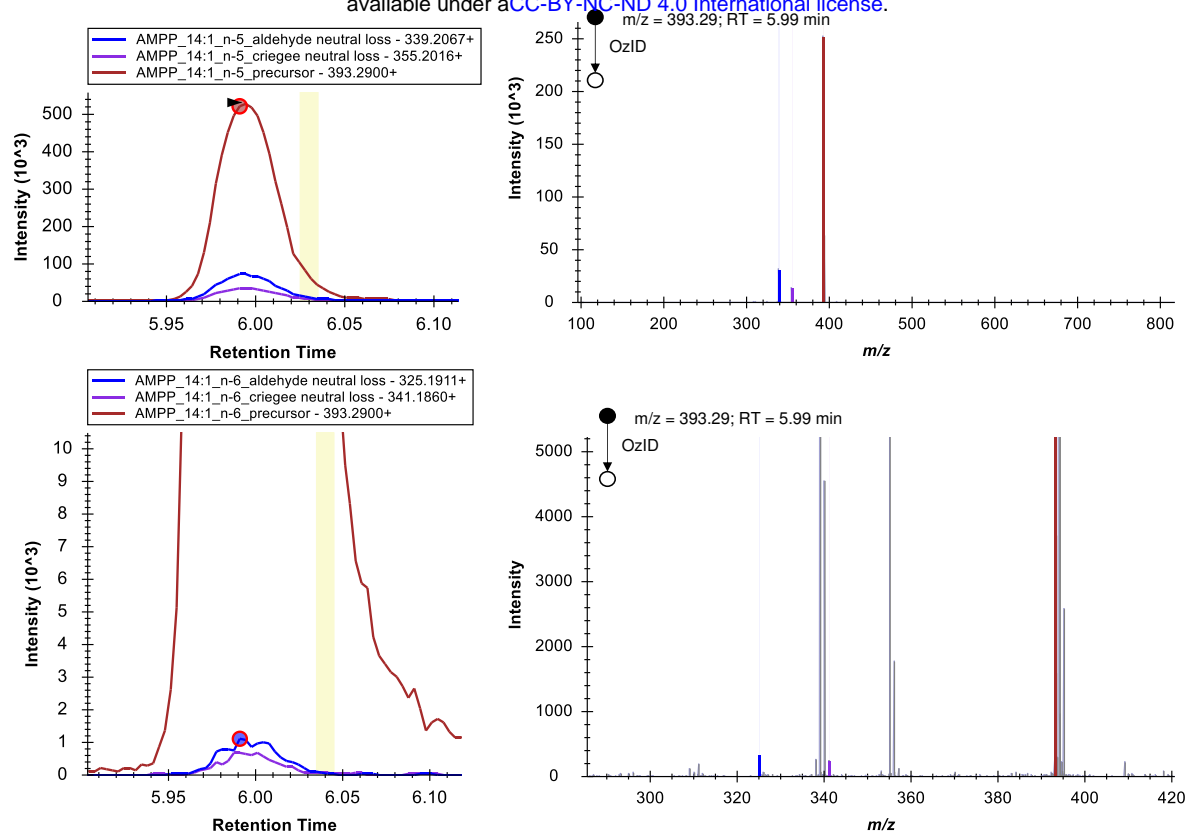 available under aCC-BY-NC-ND 4.0 International license.
AMPP_14:1_n-5_aldehyde neutral loss - 339.2067+
AMPP_14:1_n-5_criegee neutral loss - 355.2016+
AMPP_14:1_n-5_precursor - 393.2900+
Intensity (10^3)
500
400
300
200
100
0
5.95 6.00 6.05 6.10
Retention Time
m/z = 393.29; RT = 5.99 min
OzID
Intensity (10^3)
250
200
150
100
50
0
100 200 300 400 500 600 700 800
m/z
AMPP_14:1_n-6_aldehyde neutral loss - 325.1911+
AMPP_14:1_n-6_criegee neutral loss - 341.1860+
AMPP_14:1_n-6_precursor - 393.2900+
Intensity (10^3)
10
9
8
7
6
5
4
3
2
1
0
5.95 6.00 6.05 6.10
Retention Time
m/z = 393.29; RT = 5.99 min
OzID
Intensity
5000
4000
3000
2000
1000
0
300 320 340 360 380 400 420
m/z